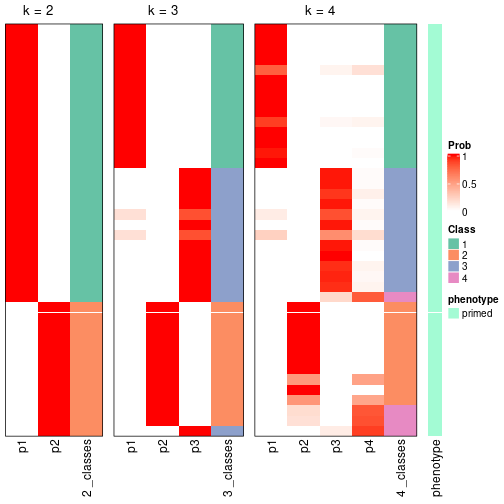 k = 2
k = 3
k = 4
Prob
1
0.5
0
Class
1
2
3
4
phenotype
primed
p1
p2
2_classes
p1
p2
p3
3_classes
p1
p2
p3
p4
4_classes
phenotype